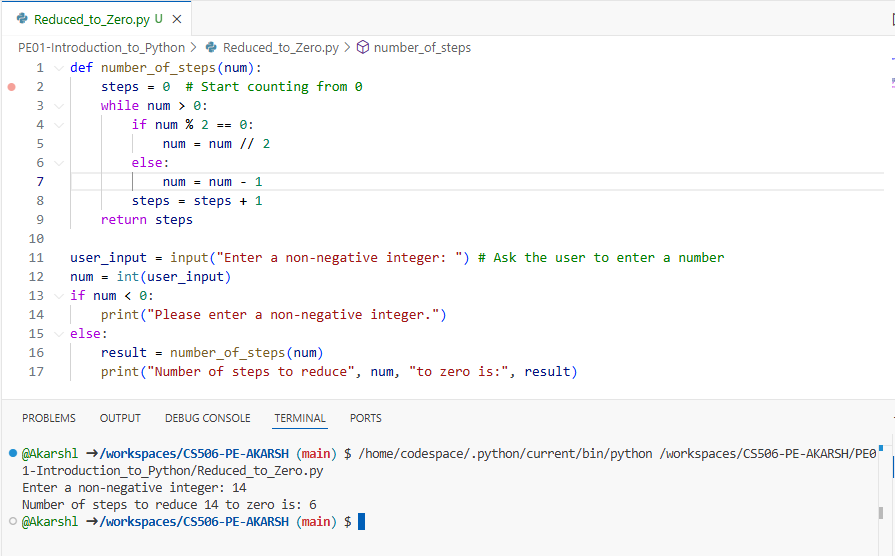 Reduced_to_Zero.py U ×
PE01-Introduction_to_Python > Reduced_to_Zero.py > number_of_steps
1 def number_of_steps(num):
2     steps = 0  # Start counting from 0
3     while num > 0:
4         if num % 2 == 0:
5             num = num // 2
6         else:
7             num = num - 1
8         steps = steps + 1
9     return steps
10
11 user_input = input("Enter a non-negative integer: ") # Ask the user to enter a number
12 num = int(user_input)
13 if num < 0:
14     print("Please enter a non-negative integer.")
15 else:
16     result = number_of_steps(num)
17     print("Number of steps to reduce", num, "to zero is:", result)
PROBLEMS OUTPUT DEBUG CONSOLE TERMINAL PORTS
@Akarshl ➜/workspaces/CS506-PE-AKARSH (main) $ /home/codespace/.python/current/bin/python /workspaces/CS506-PE-AKARSH/PE0
1-Introduction_to_Python/Reduced_to_Zero.py
Enter a non-negative integer: 14
Number of steps to reduce 14 to zero is: 6
@Akarshl ➜/workspaces/CS506-PE-AKARSH (main) $